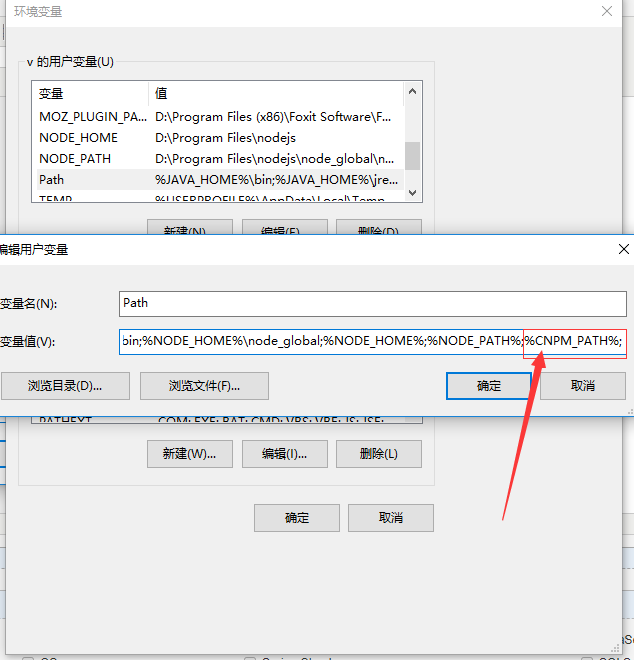 环境变量
v 的用户变量(U)
变量 值
MOZ_PLUGIN_PA... D:\Program Files (x86)\Foxit Software\F...
NODE_HOME D:\Program Files\nodejs
NODE_PATH D:\Program Files\nodejs\node_global\n...
Path %JAVA_HOME%\bin;%JAVA_HOME%\jre...
TEMP %USERPROFILE%\AppData\Local\Temp
新建(N) 编辑(E) 删除(D)
编辑用户变量
变量名(N): Path
变量值(V): bin;%NODE_HOME%\node_global;%NODE_HOME%;%NODE_PATH%;%CNPM_PATH%;
浏览目录(D)... 浏览文件(F)... 确定 取消
PATHEXT .COM;.EXE;.BAT;.CMD;.VBS;.VBE;.JS;.JSE;
新建(W)... 编辑(I)... 删除(L)
确定 取消